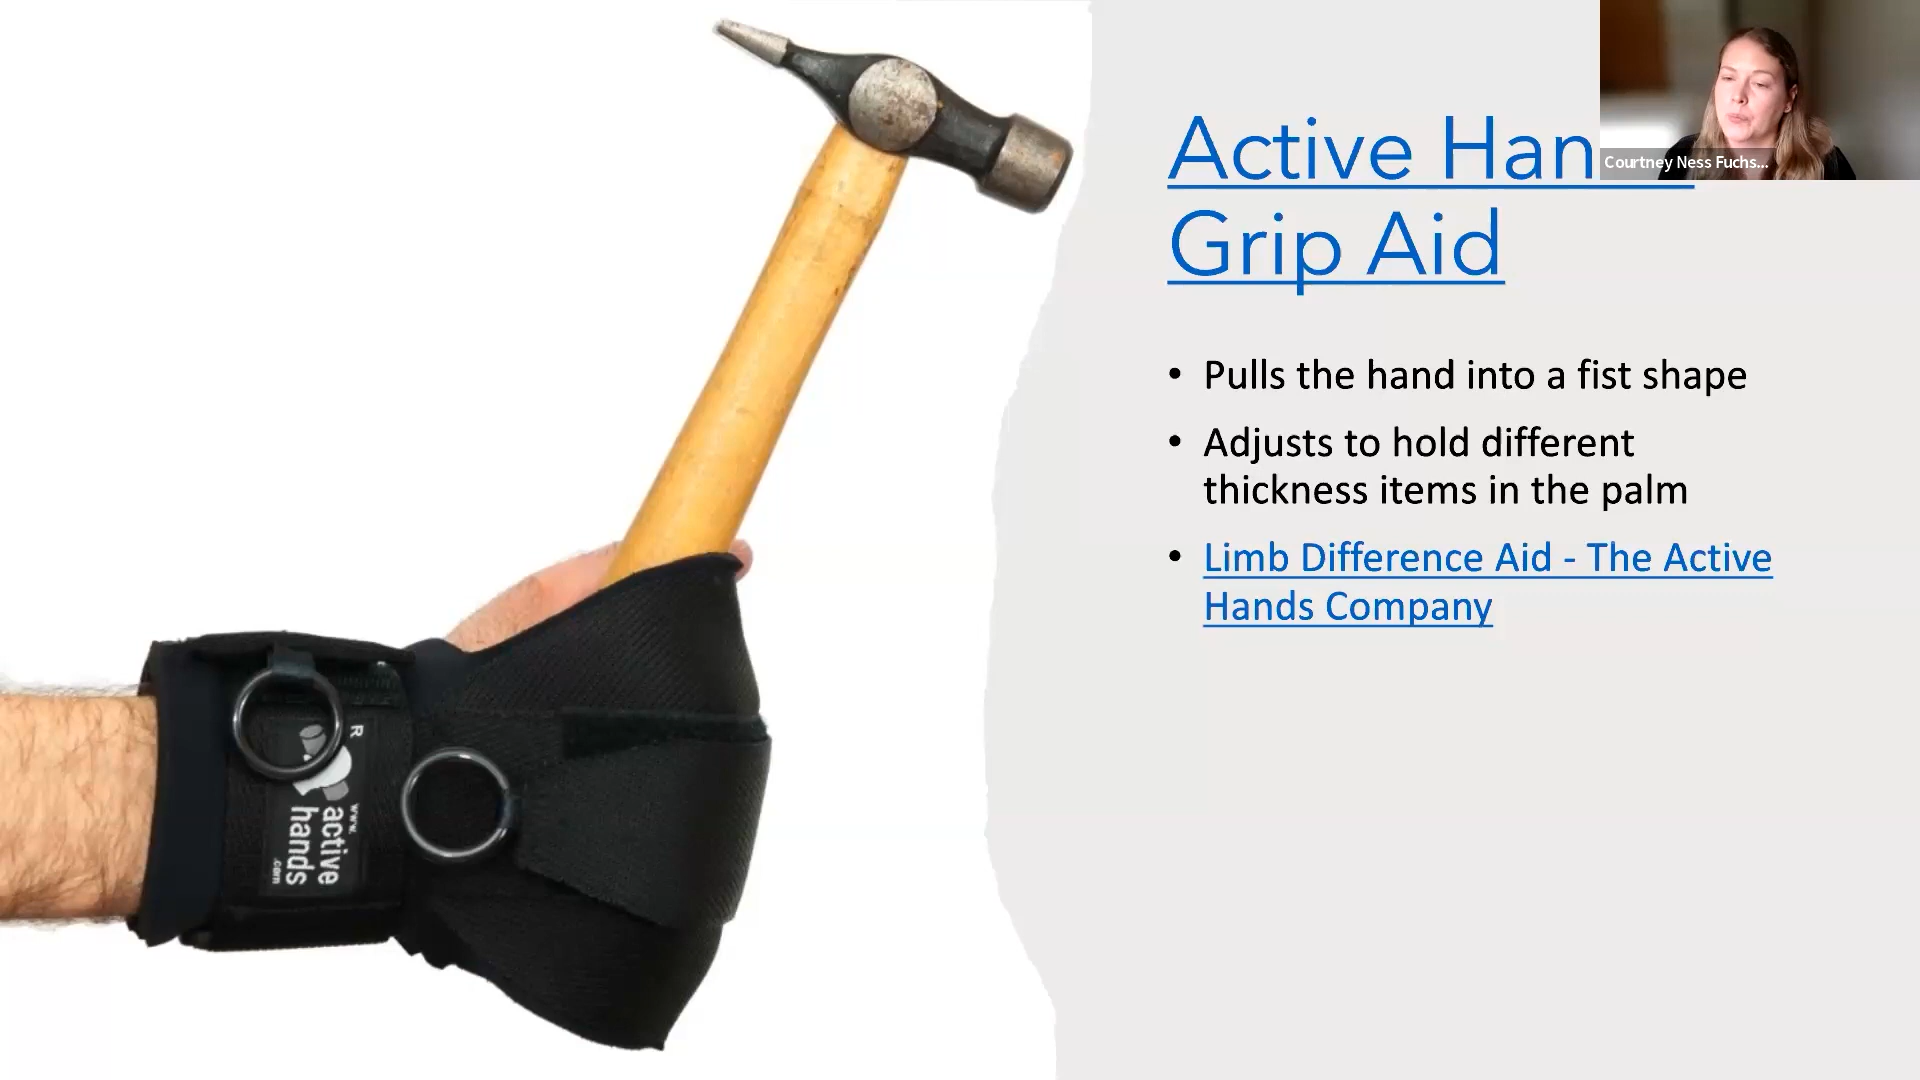 Active Han
Grip Aid
Courtney Ness Fuchs...
• Pulls the hand into a fist shape
• Adjusts to hold different
thickness items in the palm
• Limb Difference Aid - The Active
Hands Company
R
www.
active
hands
.com